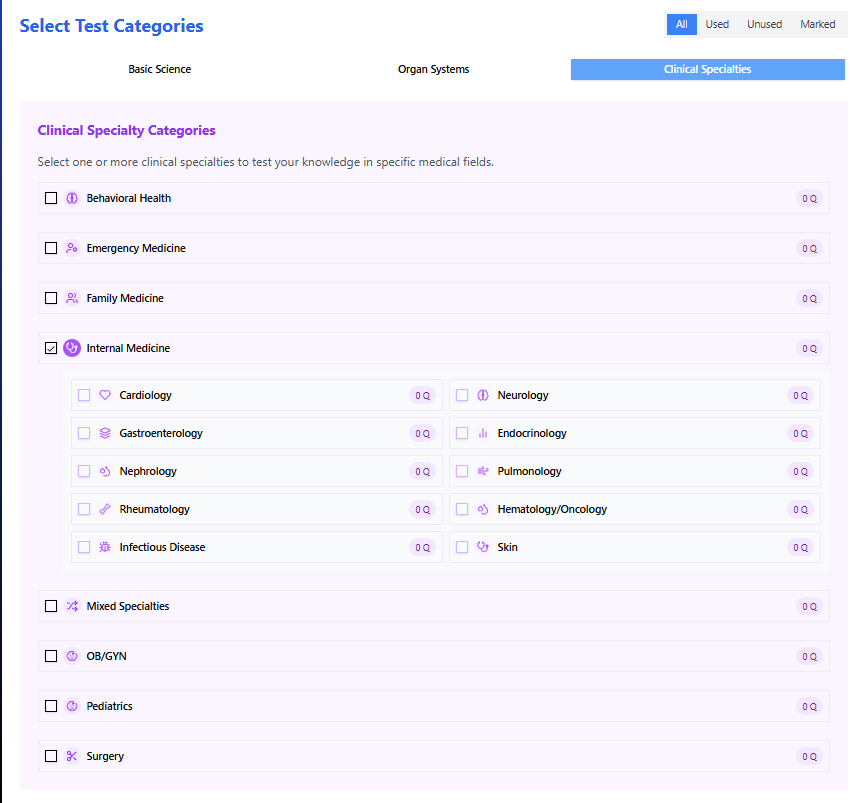 Select Test Categories
All Used Unused Marked
Basic Science Organ Systems Clinical Specialties
Clinical Specialty Categories
Select one or more clinical specialties to test your knowledge in specific medical fields.
Behavioral Health 0 Q
Emergency Medicine 0 Q
Family Medicine 0 Q
Internal Medicine 0 Q
Cardiology 0 Q Neurology 0 Q
Gastroenterology 0 Q Endocrinology 0 Q
Nephrology 0 Q Pulmonology 0 Q
Rheumatology 0 Q Hematology/Oncology 0 Q
Infectious Disease 0 Q Skin 0 Q
Mixed Specialties 0 Q
OB/GYN 0 Q
Pediatrics 0 Q
Surgery 0 Q